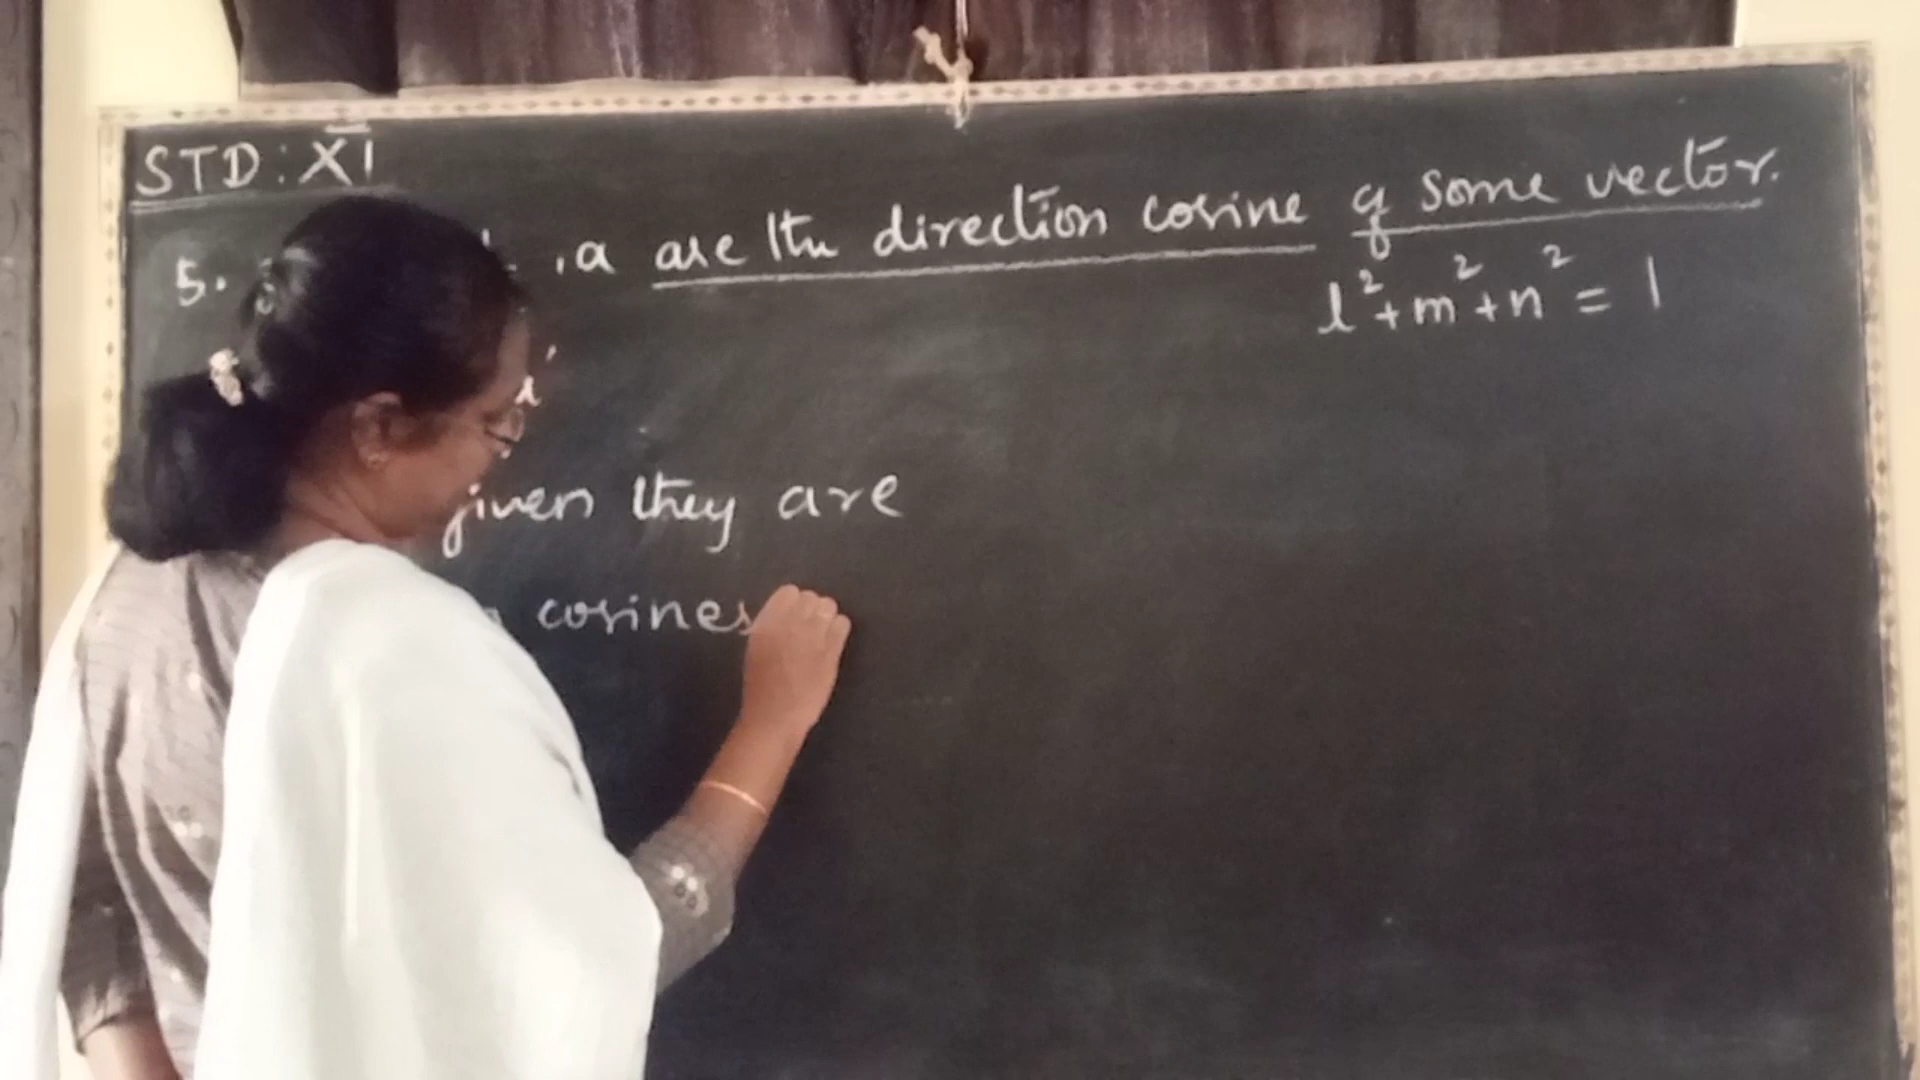 STD: XI
5. , a are the direction cosine of some vector.
l²+m²+n² = 1
given they are
cosines